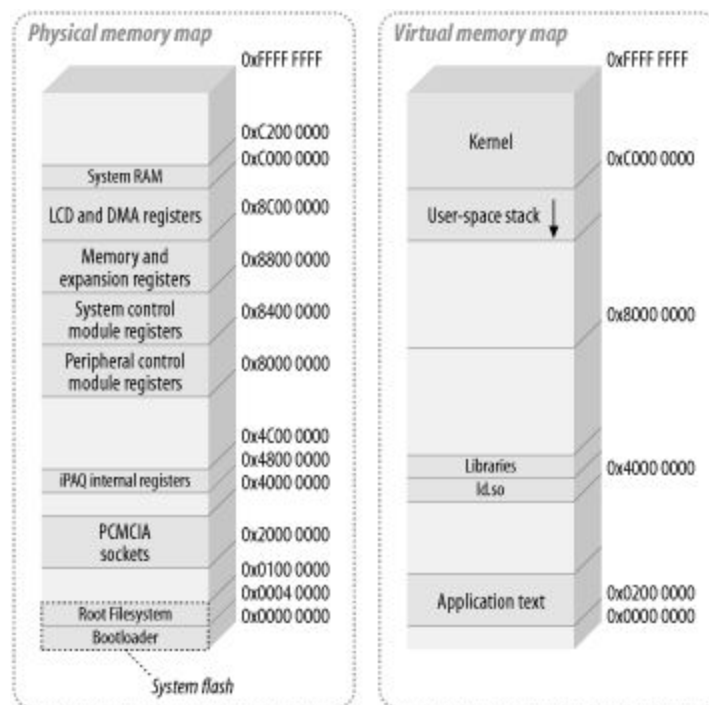 Physical memory map
0xFFFF FFFF
0xC200 0000
0xC000 0000
System RAM
LCD and DMA registers
0x8C00 0000
Memory and
expansion registers
0x8800 0000
System control
module registers
0x8400 0000
Peripheral control
module registers
0x8000 0000
0x4C00 0000
0x4800 0000
iPAQ internal registers
0x4000 0000
PCMCIA
sockets
0x2000 0000
0x0100 0000
0x0004 0000
Root Filesystem
0x0000 0000
Bootloader
System flash
Virtual memory map
0xFFFF FFFF
Kernel
0xC000 0000
User-space stack
0x8000 0000
Libraries
0x4000 0000
ld.so
Application text
0x0200 0000
0x0000 0000